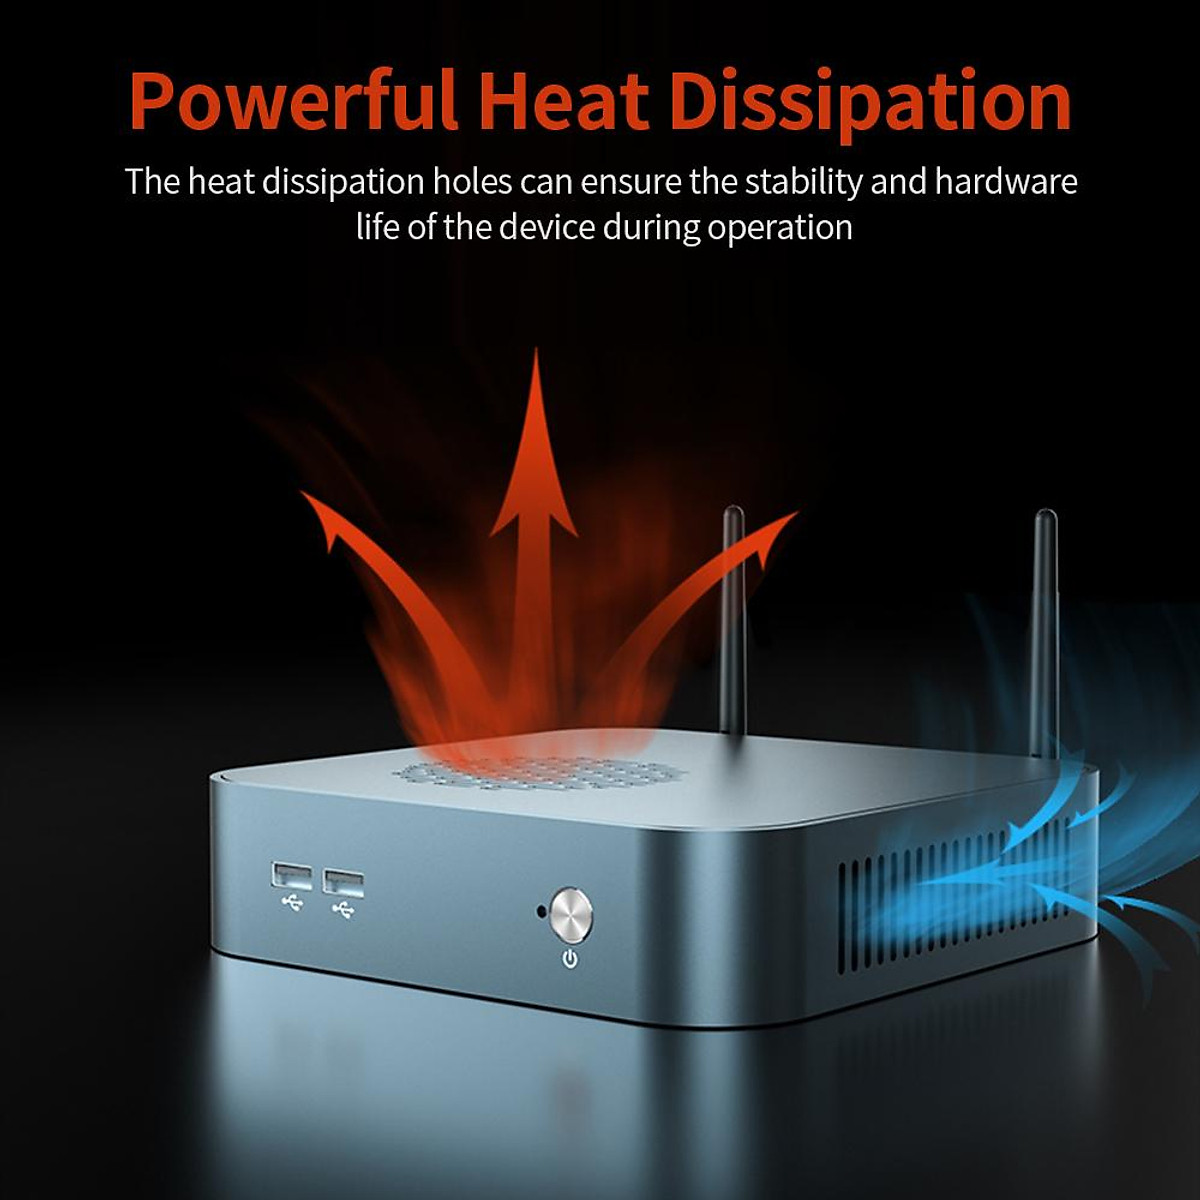 Powerful Heat Dissipation
The heat dissipation holes can ensure the stability and hardware
life of the device during operation